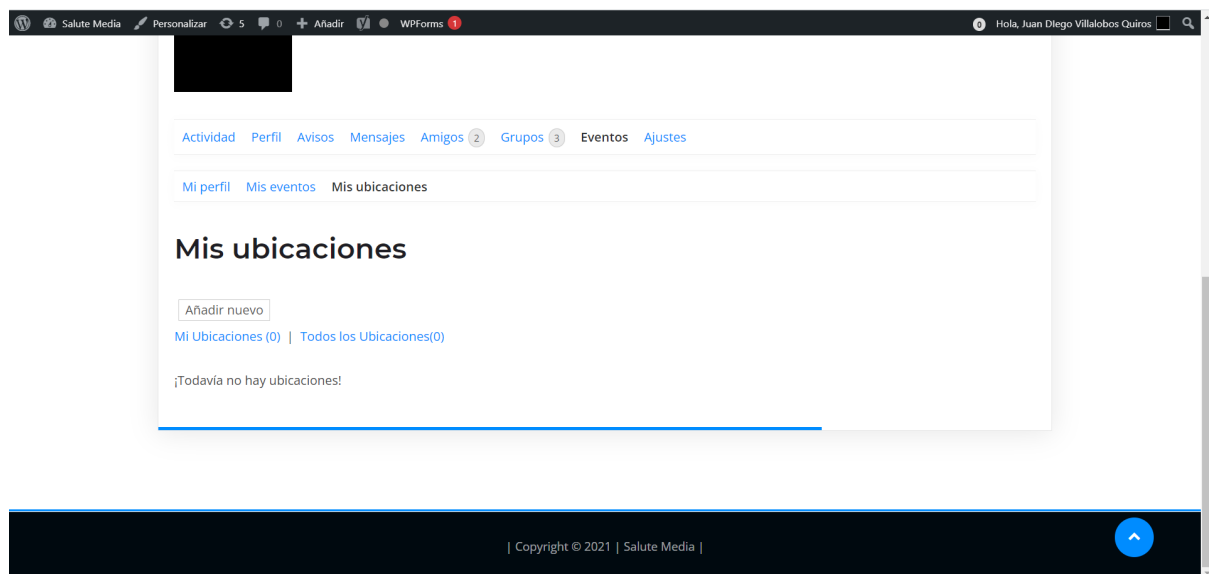 Salute Media Personalizar 5 0 Añadir WPForms 1 0 Hola, Juan DIego Villalobos Quiros
Actividad Perfil Avisos Mensajes Amigos 2 Grupos 3 Eventos Ajustes
Mi perfil Mis eventos Mis ubicaciones
Mis ubicaciones
Añadir nuevo
Mi Ubicaciones (0) | Todos los Ubicaciones(0)
¡Todavía no hay ubicaciones!
| Copyright © 2021 | Salute Media |